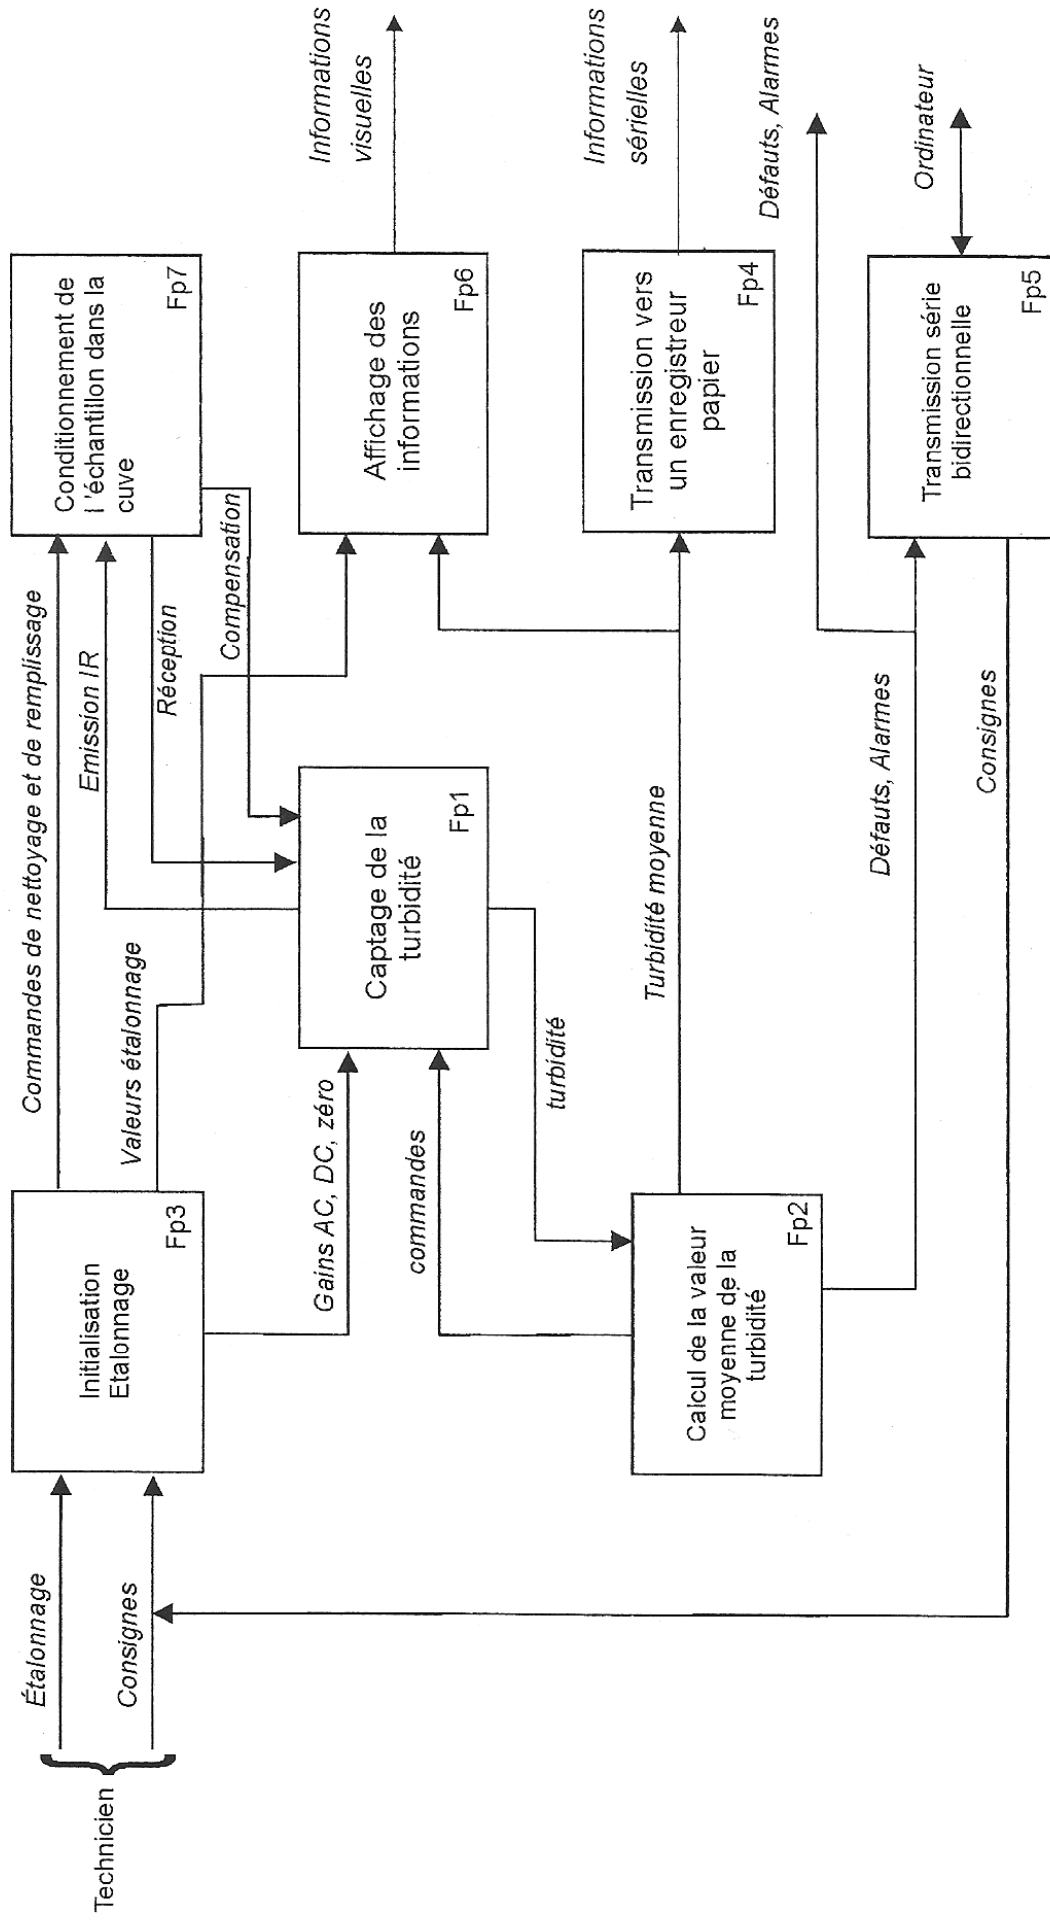 Technicien
Étalonnage
Consignes
Initialisation
Etalonnage
Fp3
Commandes de nettoyage et de remplissage
Valeurs étalonnage
Emission IR
Réception
Compensation
Conditionnement de
l 'échantillon dans la
cuve
Fp7
Gains AC, DC, zéro
commandes
Captage de la
turbidité
Fp1
turbidité
Affichage des
informations
Fp6
Informations
visuelles
Calcul de la valeur
moyenne de la
turbidité
Fp2
Turbidité moyenne
Transmission vers
un enregistreur
papier
Fp4
Informations
sérielles
Défauts, Alarmes
Défauts, Alarmes
Consignes
Transmission série
bidirectionnelle
Fp5
Ordinateur